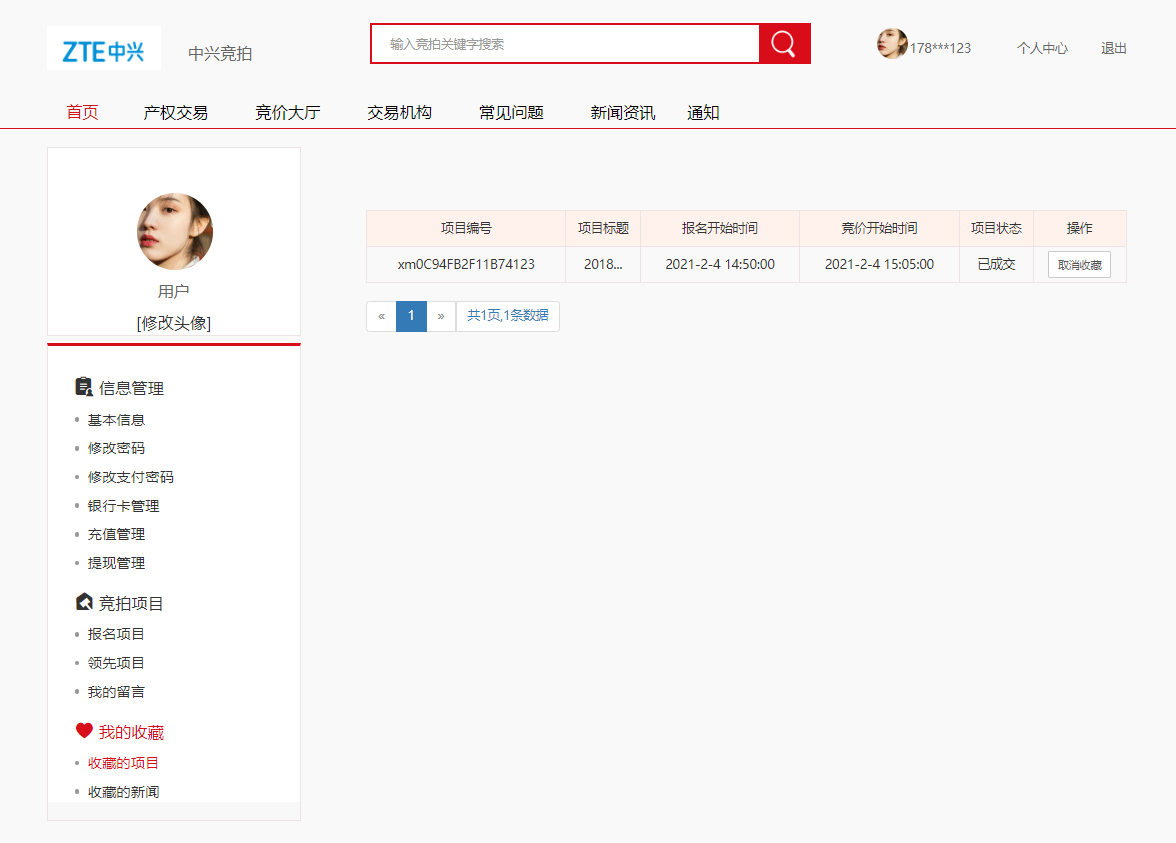 ZTE中兴
中兴竞拍
输入竞拍关键字搜索
178***123
个人中心
退出
首页 产权交易 竞价大厅 交易机构 常见问题 新闻资讯 通知
用户
[修改头像]
信息管理
基本信息
修改密码
修改支付密码
银行卡管理
充值管理
提现管理
竞拍项目
报名项目
领先项目
我的留言
我的收藏
收藏的项目
收藏的新闻
项目编号 项目标题 报名开始时间 竞价开始时间 项目状态 操作
xm0C94FB2F11B74123 2018... 2021-2-4 14:50:00 2021-2-4 15:05:00 已成交 取消收藏
« 1 » 共1页,1条数据